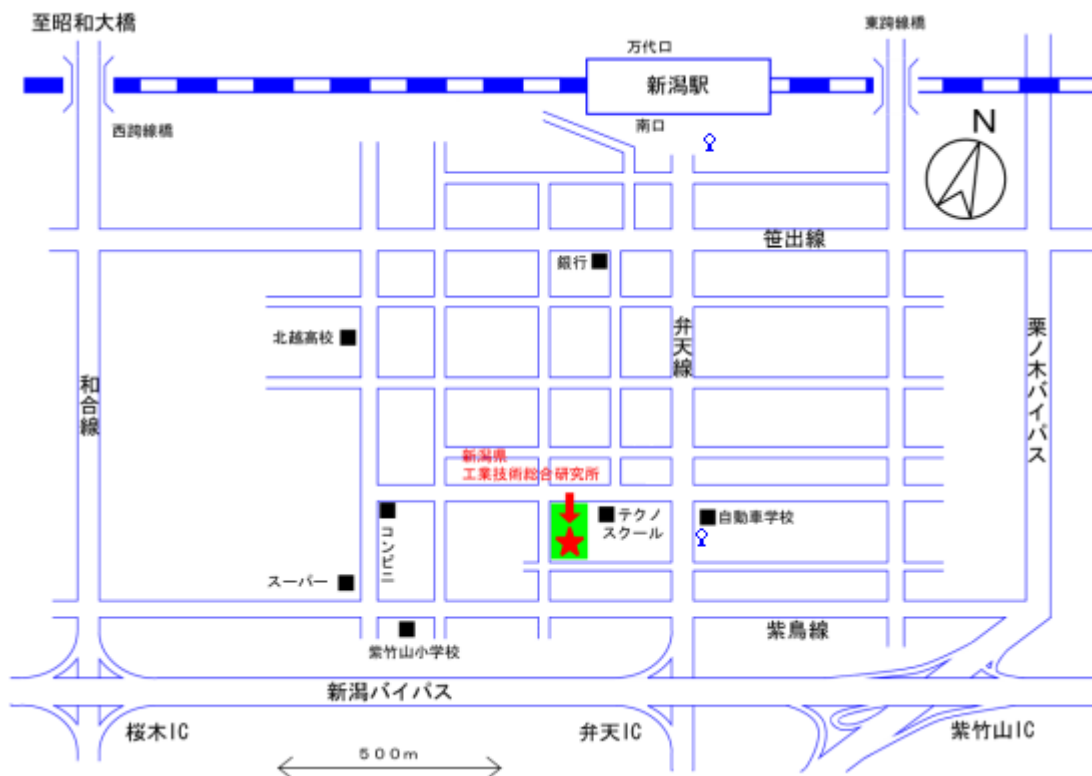 至昭和大橋
東跨線橋
万代口
新潟駅
西跨線橋
南口
N
笹出線
銀行
北越高校
弁天線
栗ノ木バイパス
和合線
新潟県
工業技術総合研究所
コンビニ
テクノ
スクール
自動車学校
スーパー
紫竹山小学校
紫鳥線
新潟バイパス
桜木IC
弁天IC
紫竹山IC
500m